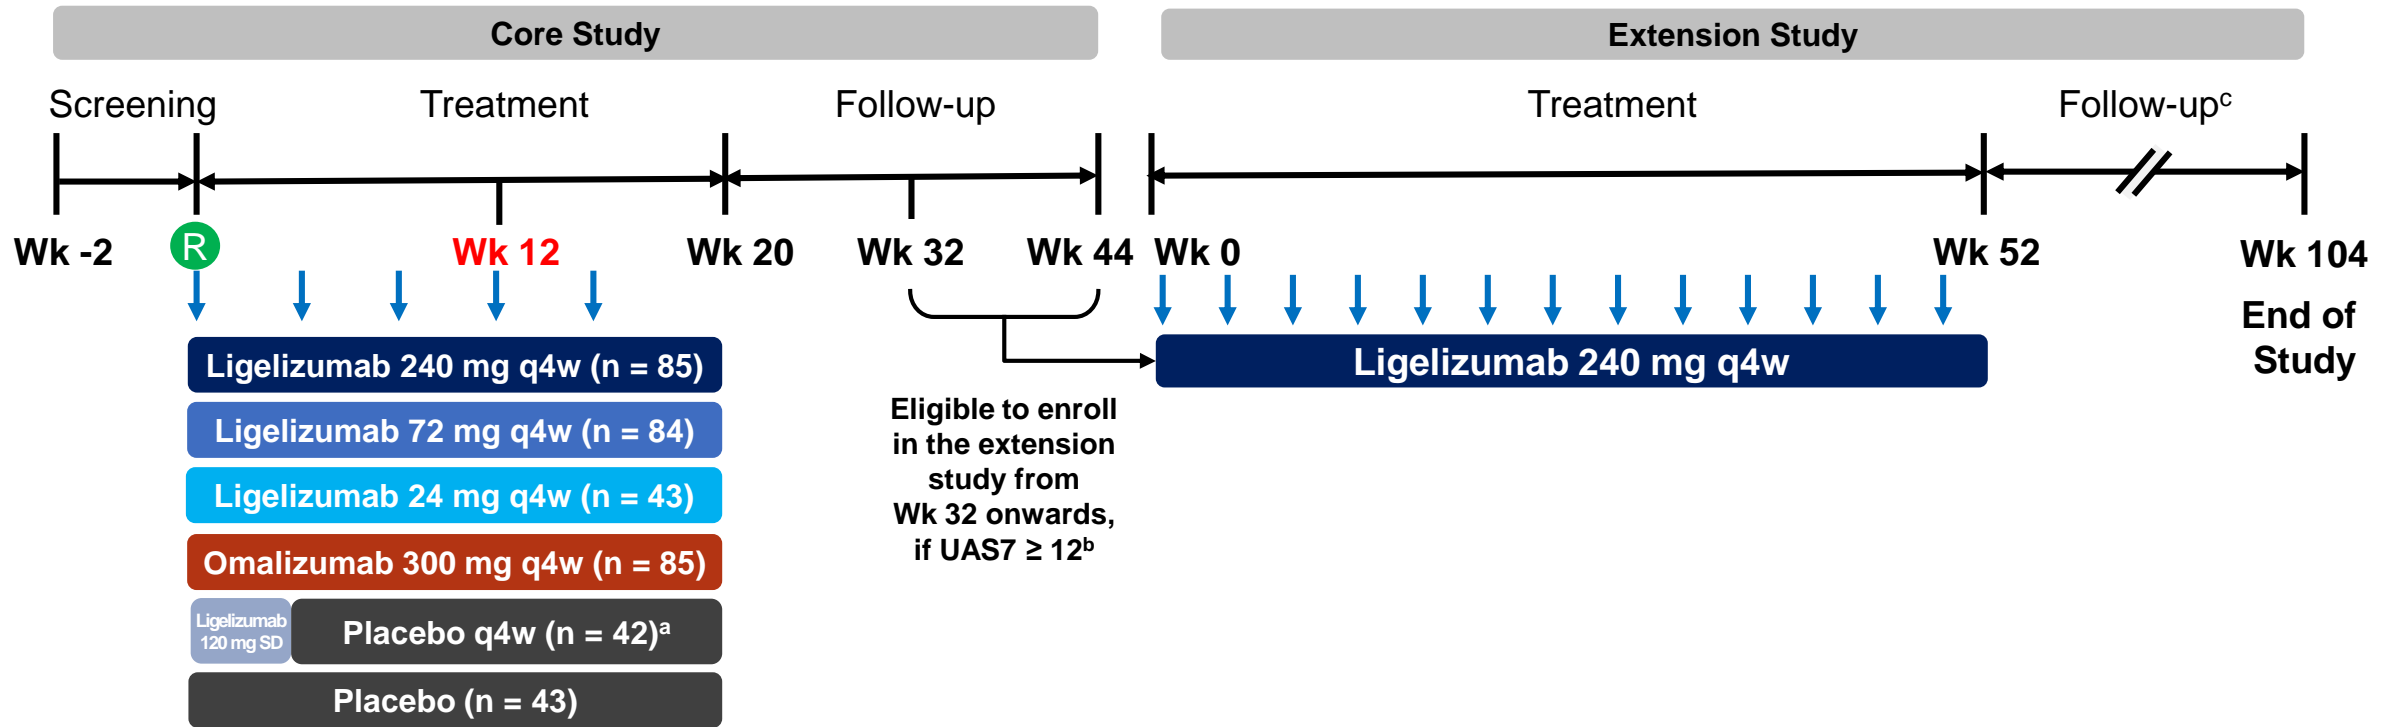 Core Study
Extension Study
Screening
Treatment
Follow-up
Treatment
Follow-upᶜ
Wk -2
R
Wk 12
Wk 20
Wk 32
Wk 44
Wk 0
Wk 52
Wk 104
End of
Study
Ligelizumab 240 mg q4w (n = 85)
Ligelizumab 72 mg q4w (n = 84)
Ligelizumab 24 mg q4w (n = 43)
Omalizumab 300 mg q4w (n = 85)
Ligelizumab
120 mg SD
Placebo q4w (n = 42)ᵃ
Placebo (n = 43)
Eligible to enroll
in the extension
study from
Wk 32 onwards,
if UAS7 ≥ 12ᵇ
Ligelizumab 240 mg q4w